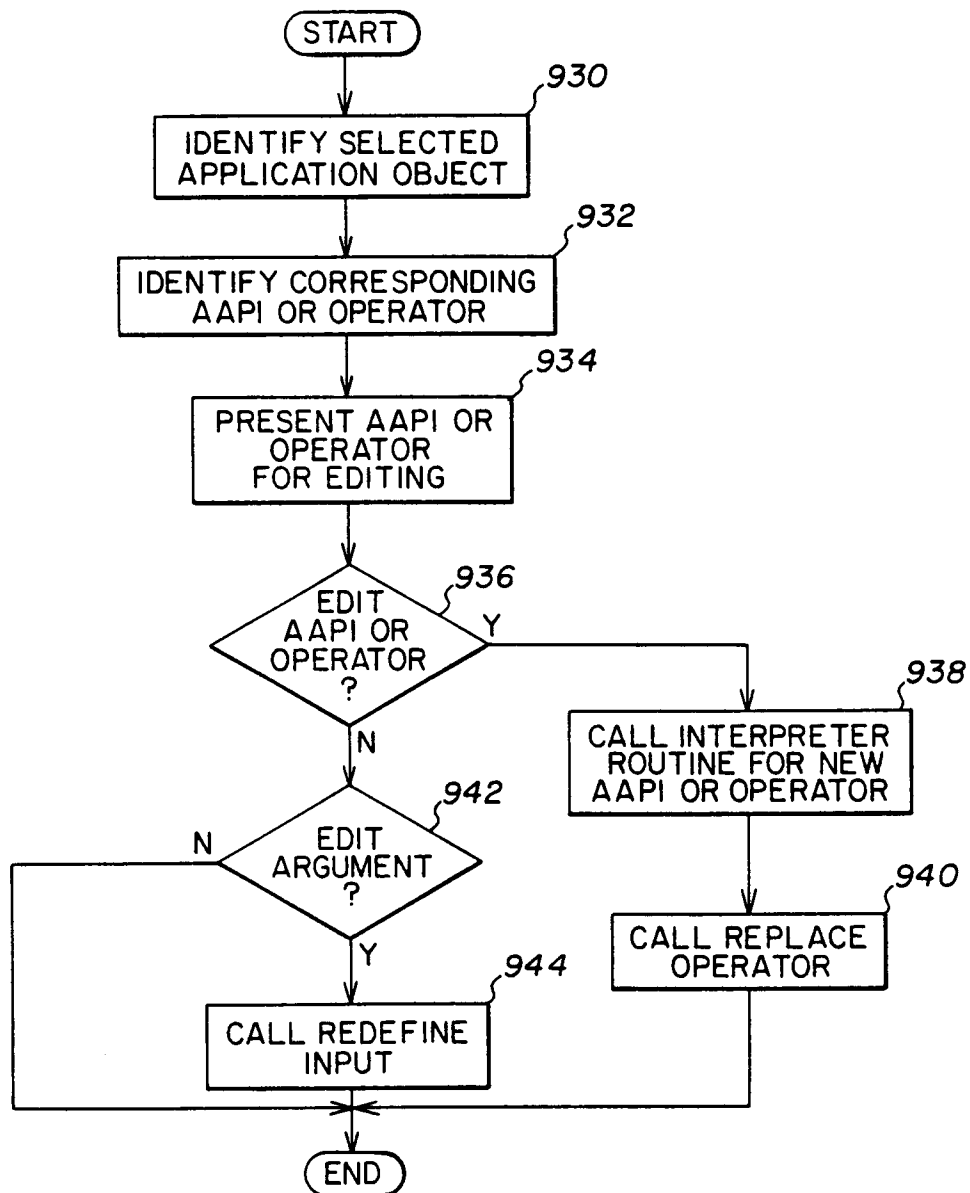 START
930
IDENTIFY SELECTED
APPLICATION OBJECT
932
IDENTIFY CORRESPONDING
AAPI OR OPERATOR
934
PRESENT AAPI OR
OPERATOR
FOR EDITING
936
EDIT
AAPI OR
OPERATOR
?
Y
N
938
CALL INTERPRETER
ROUTINE FOR NEW
AAPI OR OPERATOR
942
EDIT
ARGUMENT
?
N
Y
940
CALL REPLACE
OPERATOR
944
CALL REDEFINE
INPUT
END